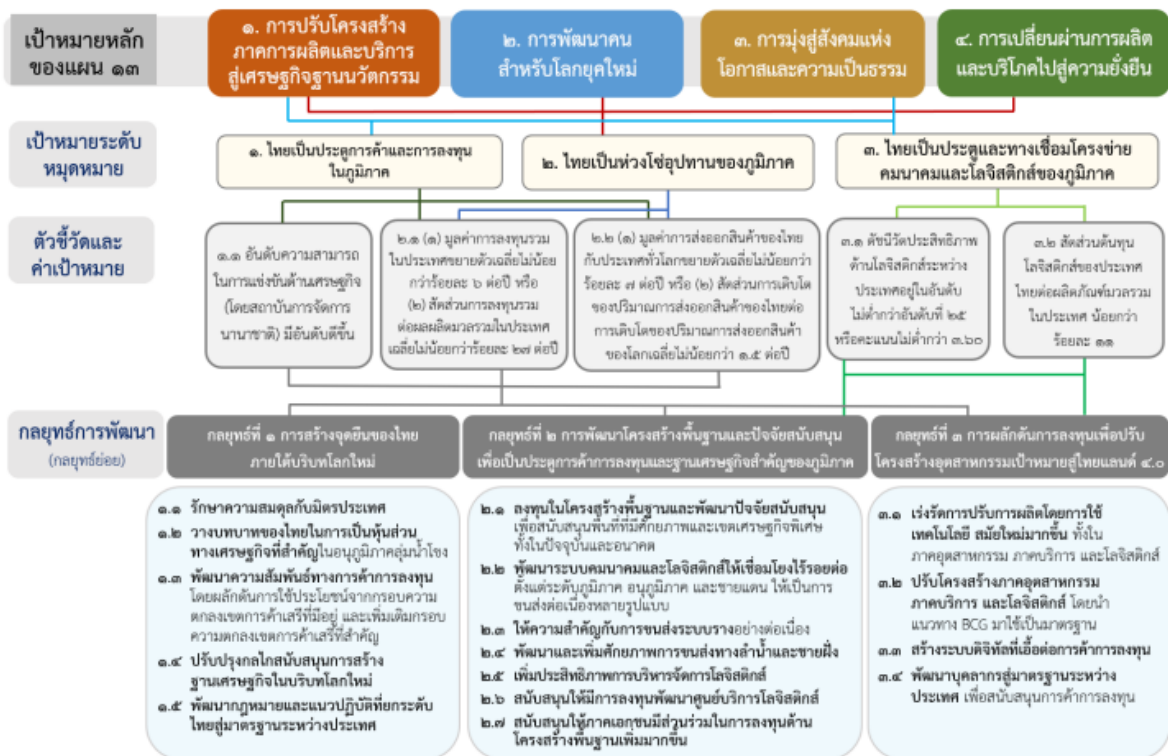 เป้าหมายหลัก
ของแผน ๑๓
๑. การปรับโครงสร้าง
ภาคการผลิตและบริการ
สู่เศรษฐกิจฐานนวัตกรรม
๒. การพัฒนาคน
สำหรับโลกยุคใหม่
๓. การมุ่งสู่สังคมแห่ง
โอกาสและความเป็นธรรม
๔. การเปลี่ยนผ่านการผลิต
และบริโภคไปสู่ความยั่งยืน
เป้าหมายระดับ
หมุดหมาย
๑. ไทยเป็นประตูการค้าและการลงทุน
ในภูมิภาค
๒. ไทยเป็นห่วงโซ่อุปทานของภูมิภาค
๓. ไทยเป็นประตูและทางเชื่อมโครงข่าย
คมนาคมและโลจิสติกส์ของภูมิภาค
ตัวชี้วัดและ
ค่าเป้าหมาย
๑.๑ อันดับความสามารถ
ในการแข่งขันด้านเศรษฐกิจ
(โดยสถาบันการจัดการ
นานาชาติ) มีอันดับดีขึ้น
๒.๑ (๑) มูลค่าการลงทุนรวม
ในประเทศขยายตัวเฉลี่ยไม่น้อย
กว่าร้อยละ ๖ ต่อปี หรือ
(๒) สัดส่วนการลงทุนรวม
ต่อผลผลิตมวลรวมในประเทศ
เฉลี่ยไม่น้อยกว่าร้อยละ ๒๗ ต่อปี
๒.๒ (๑) มูลค่าการส่งออกสินค้าของไทย
กับประเทศทั่วโลกขยายตัวเฉลี่ยไม่น้อยกว่า
ร้อยละ ๗ ต่อปี หรือ (๒) สัดส่วนการเติบโต
ของปริมาณการส่งออกสินค้าของไทยต่อ
การเติบโตของปริมาณการส่งออกสินค้า
ของโลกเฉลี่ยไม่น้อยกว่า ๑.๕ ต่อปี
๓.๑ ดัชนีวัดประสิทธิภาพ
ด้านโลจิสติกส์ระหว่าง
ประเทศอยู่ในอันดับ
ไม่ต่ำกว่าอันดับที่ ๒๕
หรือคะแนนไม่ต่ำกว่า ๓.๖๐
๓.๒ สัดส่วนต้นทุน
โลจิสติกส์ของประเทศ
ไทยต่อผลิตภัณฑ์มวลรวม
ในประเทศ น้อยกว่า
ร้อยละ ๑๑
กลยุทธ์การพัฒนา
(กลยุทธ์ย่อย)
กลยุทธ์ที่ ๑ การสร้างจุดยืนของไทย
ภายใต้บริบทโลกใหม่
กลยุทธ์ที่ ๒ การพัฒนาโครงสร้างพื้นฐานและปัจจัยสนับสนุน
เพื่อเป็นประตูการค้าการลงทุนและฐานเศรษฐกิจสำคัญของภูมิภาค
กลยุทธ์ที่ ๓ การผลักดันการลงทุนเพื่อปรับ
โครงสร้างอุตสาหกรรมเป้าหมายสู่ไทยแลนด์ ๔.๐
๑.๑ รักษาความสมดุลกับมิตรประเทศ
๑.๒ วางบทบาทของไทยในการเป็นหุ้นส่วน
ทางเศรษฐกิจที่สำคัญในอนุภูมิภาคลุ่มน้ำโขง
๑.๓ พัฒนาความสัมพันธ์ทางการค้าการลงทุน
โดยผลักดันการใช้ประโยชน์จากกรอบความ
ตกลงเขตการค้าเสรีที่มีอยู่ และเพิ่มเติมกรอบ
ความตกลงเขตการค้าเสรีที่สำคัญ
๑.๔ ปรับปรุงกลไกสนับสนุนการสร้าง
ฐานเศรษฐกิจในบริบทโลกใหม่
๑.๕ พัฒนากฎหมายและแนวปฏิบัติที่ยกระดับ
ไทยสู่มาตรฐานระหว่างประเทศ
๒.๑ ลงทุนในโครงสร้างพื้นฐานและพัฒนาปัจจัยสนับสนุน
เพื่อสนับสนุนพื้นที่ที่มีศักยภาพและเขตเศรษฐกิจพิเศษ
ทั้งในปัจจุบันและอนาคต
๒.๒ พัฒนาระบบคมนาคมและโลจิสติกส์ให้เชื่อมโยงไร้รอยต่อ
ตั้งแต่ระดับภูมิภาค อนุภูมิภาค และชายแดน ให้เป็นการ
ขนส่งต่อเนื่องหลายรูปแบบ
๒.๓ ให้ความสำคัญกับการขนส่งระบบรางอย่างต่อเนื่อง
๒.๔ พัฒนาและเพิ่มศักยภาพการขนส่งทางลำน้ำและชายฝั่ง
๒.๕ เพิ่มประสิทธิภาพการบริหารจัดการโลจิสติกส์
๒.๖ สนับสนุนให้มีการลงทุนพัฒนาศูนย์บริการโลจิสติกส์
๒.๗ สนับสนุนให้ภาคเอกชนมีส่วนร่วมในการลงทุนด้าน
โครงสร้างพื้นฐานเพิ่มมากขึ้น
๓.๑ เร่งรัดการปรับการผลิตโดยการใช้
เทคโนโลยี สมัยใหม่มากขึ้น ทั้งใน
ภาคอุตสาหกรรม ภาคบริการ และโลจิสติกส์
๓.๒ ปรับโครงสร้างภาคอุตสาหกรรม
ภาคบริการ และโลจิสติกส์ โดยนำ
แนวทาง BCG มาใช้เป็นมาตรฐาน
๓.๓ สร้างระบบดิจิทัลที่เอื้อต่อการค้าการลงทุน
๓.๔ พัฒนาบุคลากรสู่มาตรฐานระหว่าง
ประเทศ เพื่อสนับสนุนการค้าการลงทุน